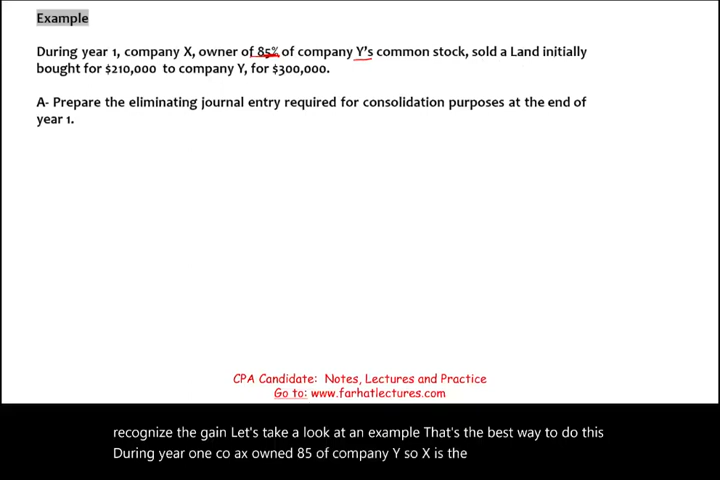 Example
During year 1, company X, owner of 85% of company Y's common stock, sold a Land initially
bought for $210,000 to company Y, for $300,000.
A- Prepare the eliminating journal entry required for consolidation purposes at the end of
year 1.
CPA Candidate: Notes, Lectures and Practice
Go to: www.farhatlectures.com
recognize the gain Let's take a look at an example That's the best way to do this
During year one co ax owned 85 of company Y so X is the